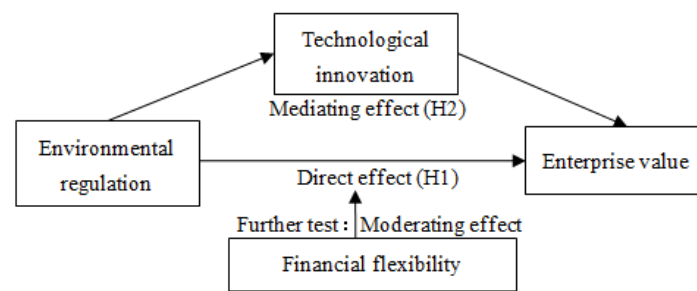 Technological
innovation
Mediating effect (H2)
Environmental
regulation
Enterprise value
Direct effect (H1)
Further test： Moderating effect
Financial flexibility